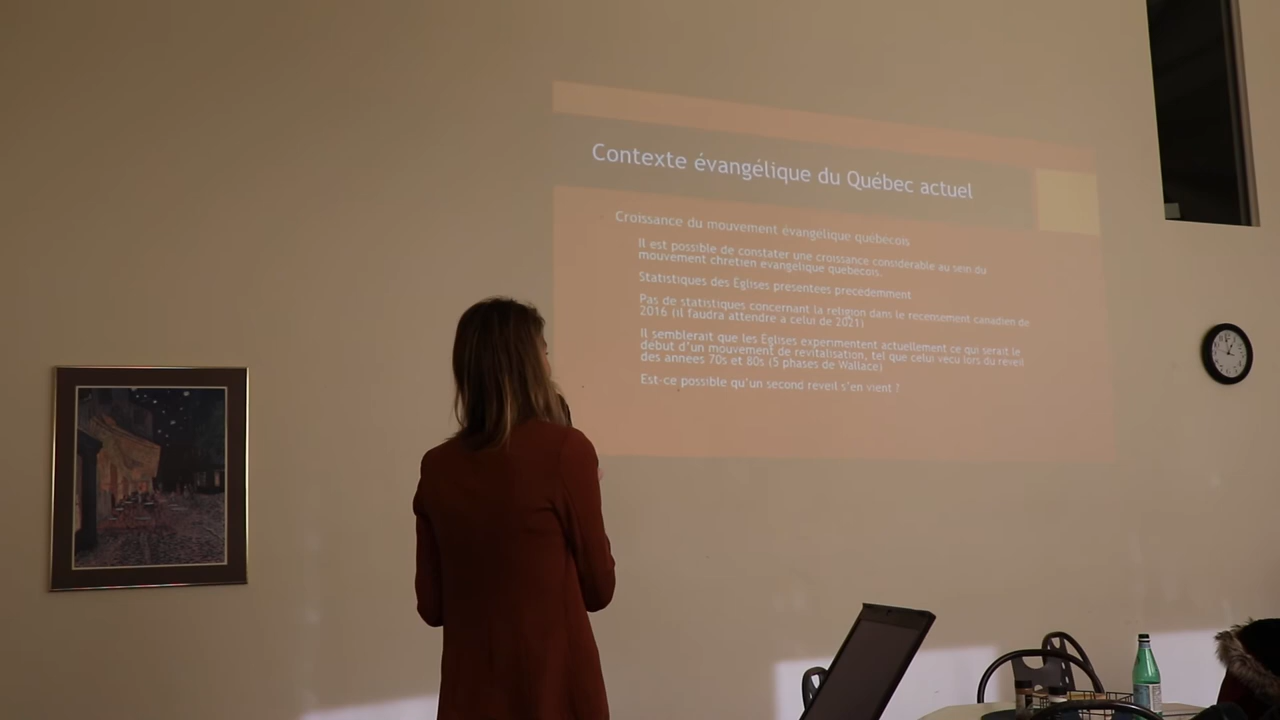 Contexte évangélique du Québec actuel
Croissance du mouvement évangélique québécois
Il est possible de constater une croissance considérable au sein du
mouvement chrétien évangélique québécois.
Statistiques des Églises présentées précédemment
Pas de statistiques concernant la religion dans le recensement canadien de
2016 (il faudra attendre a celui de 2021)
Il semblerait que les Églises expérimentent actuellement ce qui serait le
début d'un mouvement de revitalisation, tel que celui vécu lors du réveil
des années 70s et 80s (5 phases de Wallace)
Est-ce possible qu'un second réveil s'en vient ?